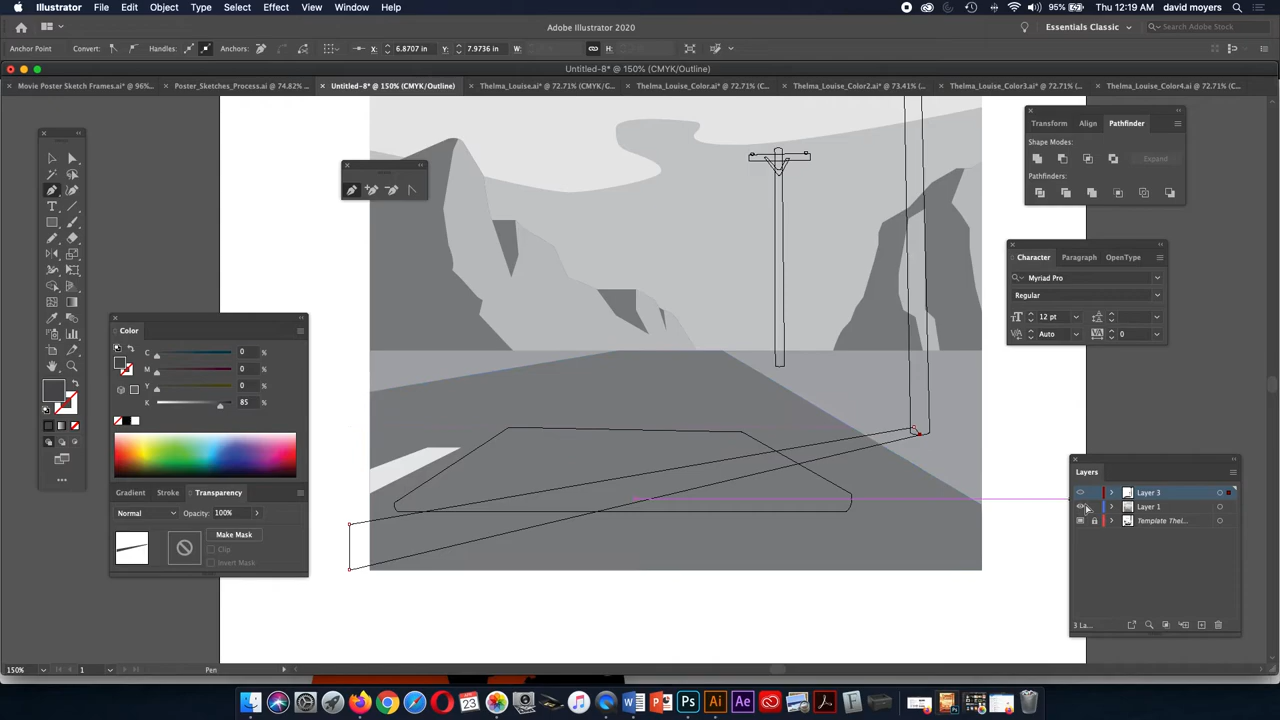 Illustrator File Edit Object Type Select Effect View Window Help 95% Thu 12:19 AM david moyers
Adobe Illustrator 2020 Essentials Classic Search Adobe Stock
Anchor Point Convert: Handles: Anchors: X: 6.8707 in Y: 7.9736 in W: H:
Untitled-8* @ 150% (CMYK/Outline)
Movie Poster Sketch Frames.ai* @ 96%... Poster_Sketches_Process.ai @ 74.82 %... Untitled-8* @ 150% (CMYK/Outline) Thelma_Louise.ai* @ 72.71% (CMYK/G... Thelma_Louise_Color.ai* @ 72.71% (C... Thelma_Louise_Color2.ai* @ 73.41% (... Thelma_Louise_Color3.ai @ 72.71% (C... Thelma_Louise_Color4.ai @ 72.71% (C...
Transform Align Pathfinder
Shape Modes:
Expand
Pathfinders:
Character Paragraph OpenType
Myriad Pro
Regular
12 pt
Auto 0
Color
C 0 %
M 0 %
Y 0 %
K 85 %
Gradient Stroke Transparency
Normal Opacity: 100%
Make Mask
Clip
Invert Mask
Layers
Layer 3
Layer 1
Template Thel...
3 La...
150% 1 Pen